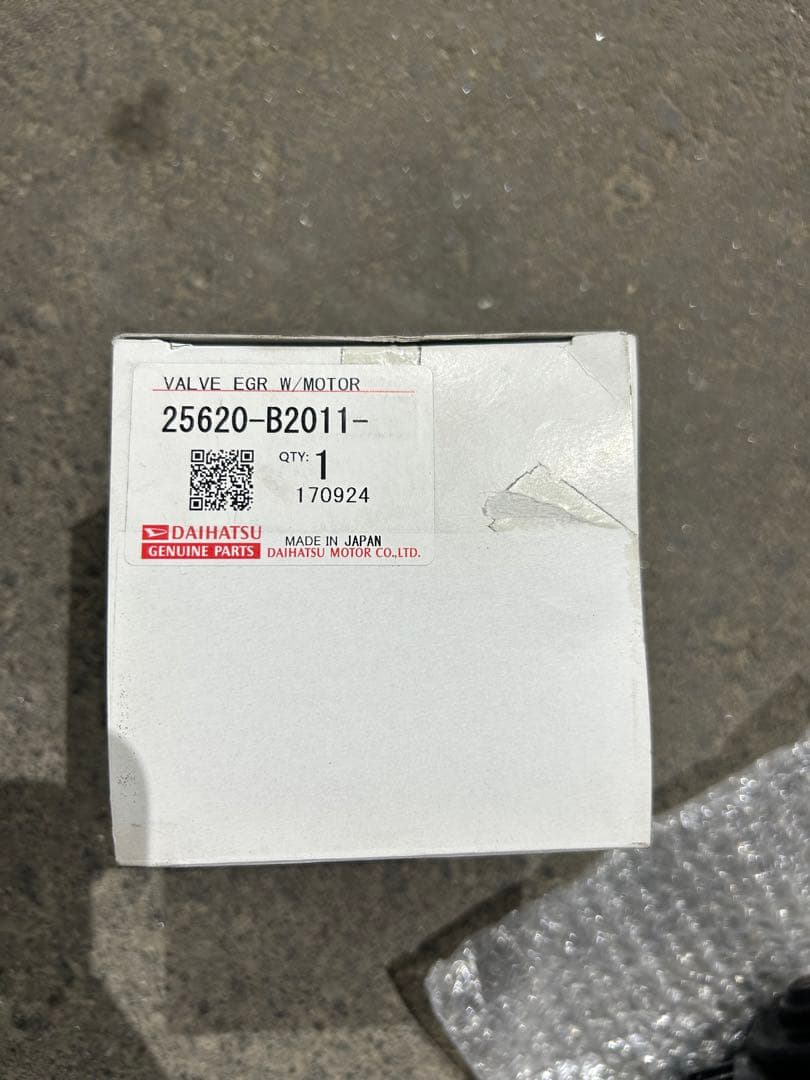 VALVE EGR W/MOTOR
25620-B2011-
QTY: 1
170924
DAIHATSU
GENUINE PARTS
MADE IN JAPAN
DAIHATSU MOTOR CO.,LTD.